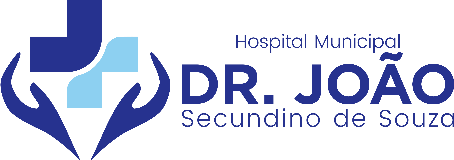 Hospital Municipal
DR. JOÃO
Secundino de Souza